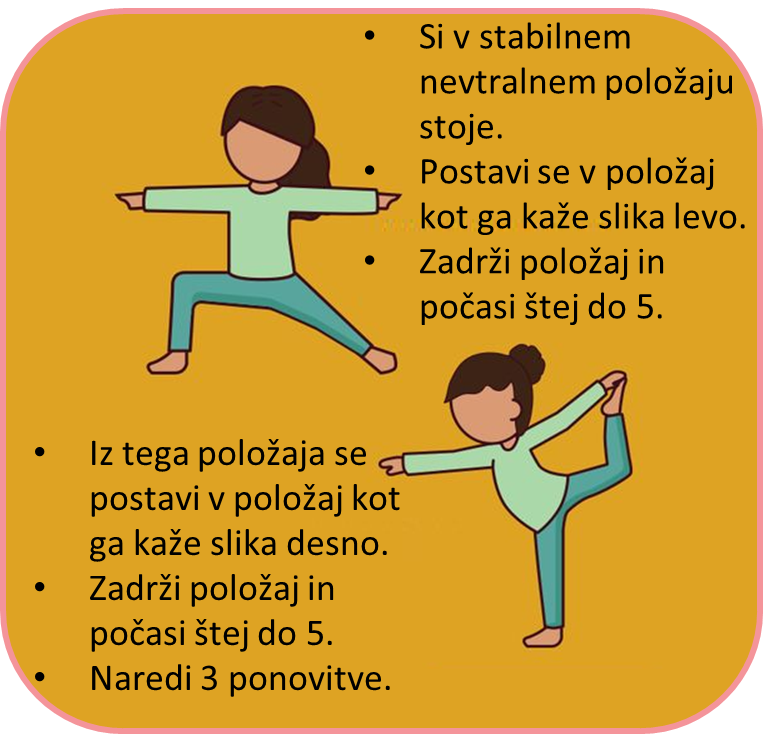 • Si v stabilnem
nevtralnem položaju
stoje.
• Postavi se v položaj
kot ga kaže slika levo.
• Zadrži položaj in
počasi štej do 5.
• Iz tega položaja se
postavi v položaj kot
ga kaže slika desno.
• Zadrži položaj in
počasi štej do 5.
• Naredi 3 ponovitve.